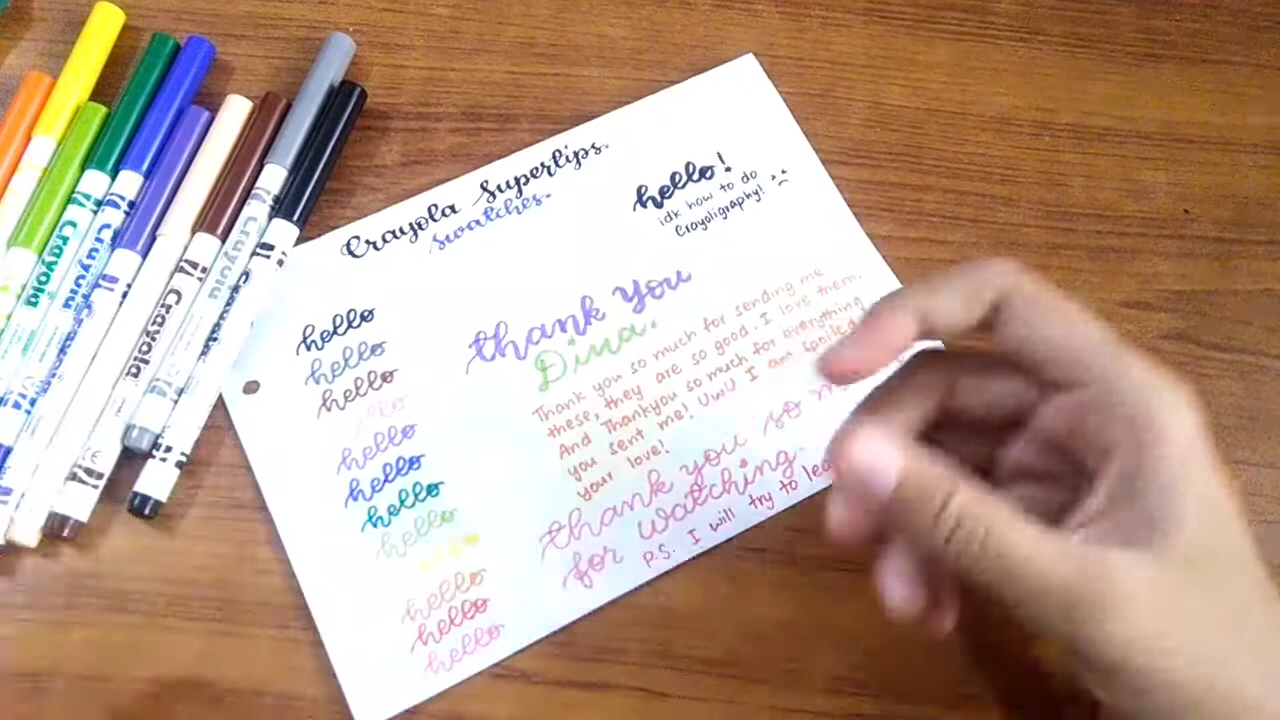 Crayola Supertips.
swatches.
hello!
idk how to do
Crayoligraphy!
hello
hello
hello
hello
hello
hello
hello
hello
hello
hello
hello
thank you
Dina.
Thank you so much for sending me
these, they are so good. I love them.
And Thankyou so much for everything
you sent me! UwU I am spoiled
your love!
thank you so
for watching.
P.S. I will try to
Crayola
Crayola
Crayola
Crayola